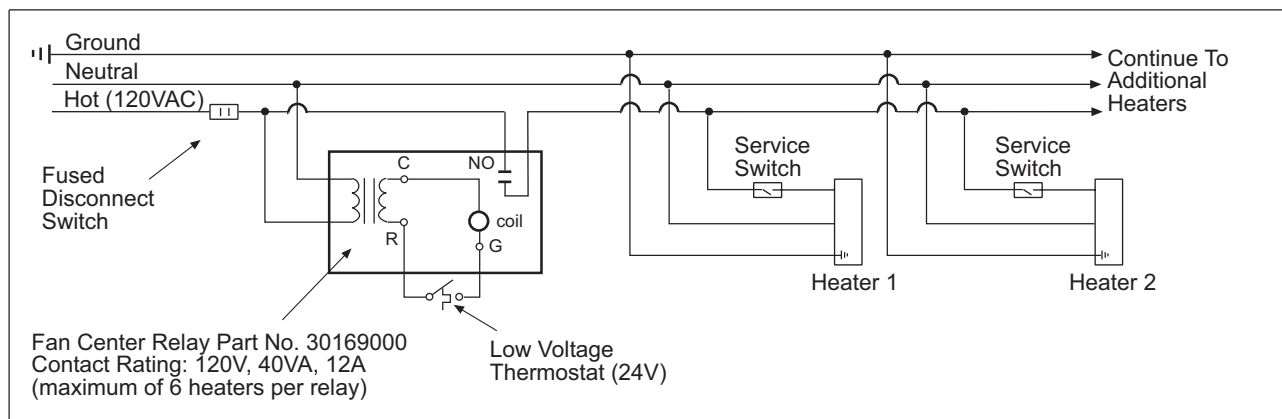 Ground
Neutral
Hot (120VAC)
Continue To
Additional
Heaters
Fused
Disconnect
Switch
C
NO
coil
R
G
Service
Switch
Service
Switch
Heater 1
Heater 2
Fan Center Relay Part No. 30169000
Contact Rating: 120V, 40VA, 12A
(maximum of 6 heaters per relay)
Low Voltage
Thermostat (24V)